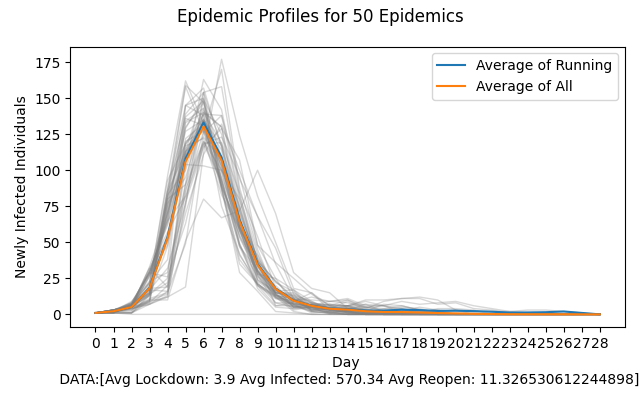 Epidemic Profiles for 50 Epidemics
Average of Running
Average of All
Newly Infected Individuals
175
150
125
100
75
50
25
0
0 1 2 3 4 5 6 7 8 9 10 11 12 13 14 15 16 17 18 19 20 21 22 23 24 25 26 27 28
Day
DATA:[Avg Lockdown: 3.9 Avg Infected: 570.34 Avg Reopen: 11.326530612244898]